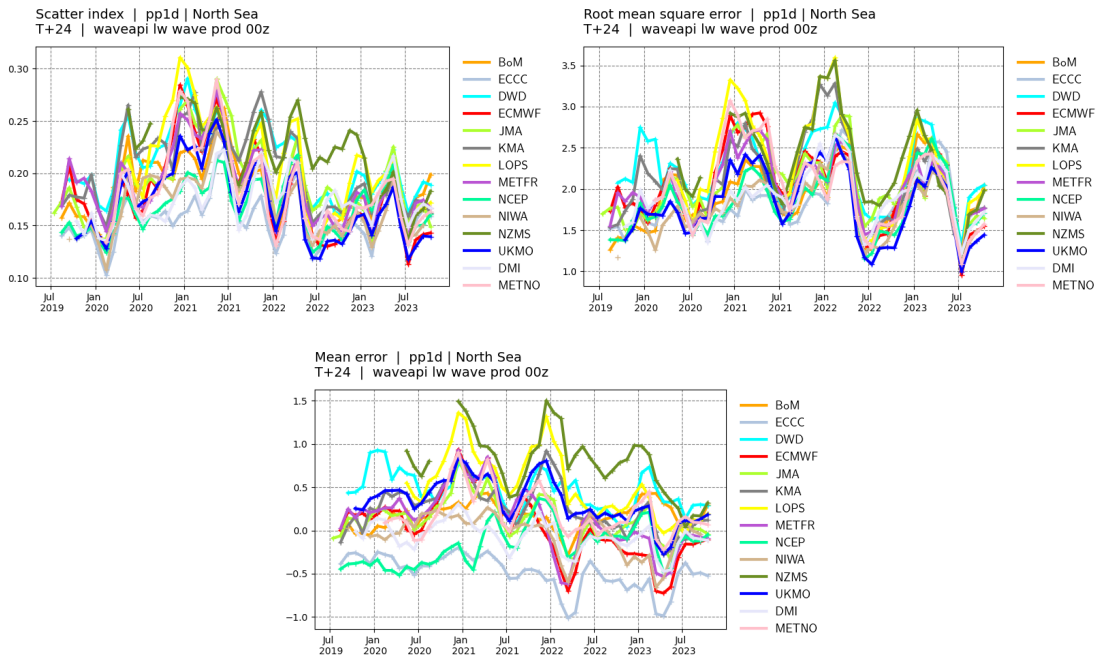 Scatter index | pp1d | North Sea
T+24 | waveapi lw wave prod 00z
0.30
0.25
0.20
0.15
0.10
Jul
2019
Jan
2020
Jul
2020
Jan
2021
Jul
2021
Jan
2022
Jul
2022
Jan
2023
Jul
2023
BoM
ECCC
DWD
ECMWF
JMA
KMA
LOPS
METFR
NCEP
NIWA
NZMS
UKMO
DMI
METNO
Root mean square error | pp1d | North Sea
T+24 | waveapi lw wave prod 00z
3.5
3.0
2.5
2.0
1.5
1.0
Jul
2019
Jan
2020
Jul
2020
Jan
2021
Jul
2021
Jan
2022
Jul
2022
Jan
2023
Jul
2023
BoM
ECCC
DWD
ECMWF
JMA
KMA
LOPS
METFR
NCEP
NIWA
NZMS
UKMO
DMI
METNO
Mean error | pp1d | North Sea
T+24 | waveapi lw wave prod 00z
1.5
1.0
0.5
0.0
−0.5
−1.0
Jul
2019
Jan
2020
Jul
2020
Jan
2021
Jul
2021
Jan
2022
Jul
2022
Jan
2023
Jul
2023
BoM
ECCC
DWD
ECMWF
JMA
KMA
LOPS
METFR
NCEP
NIWA
NZMS
UKMO
DMI
METNO